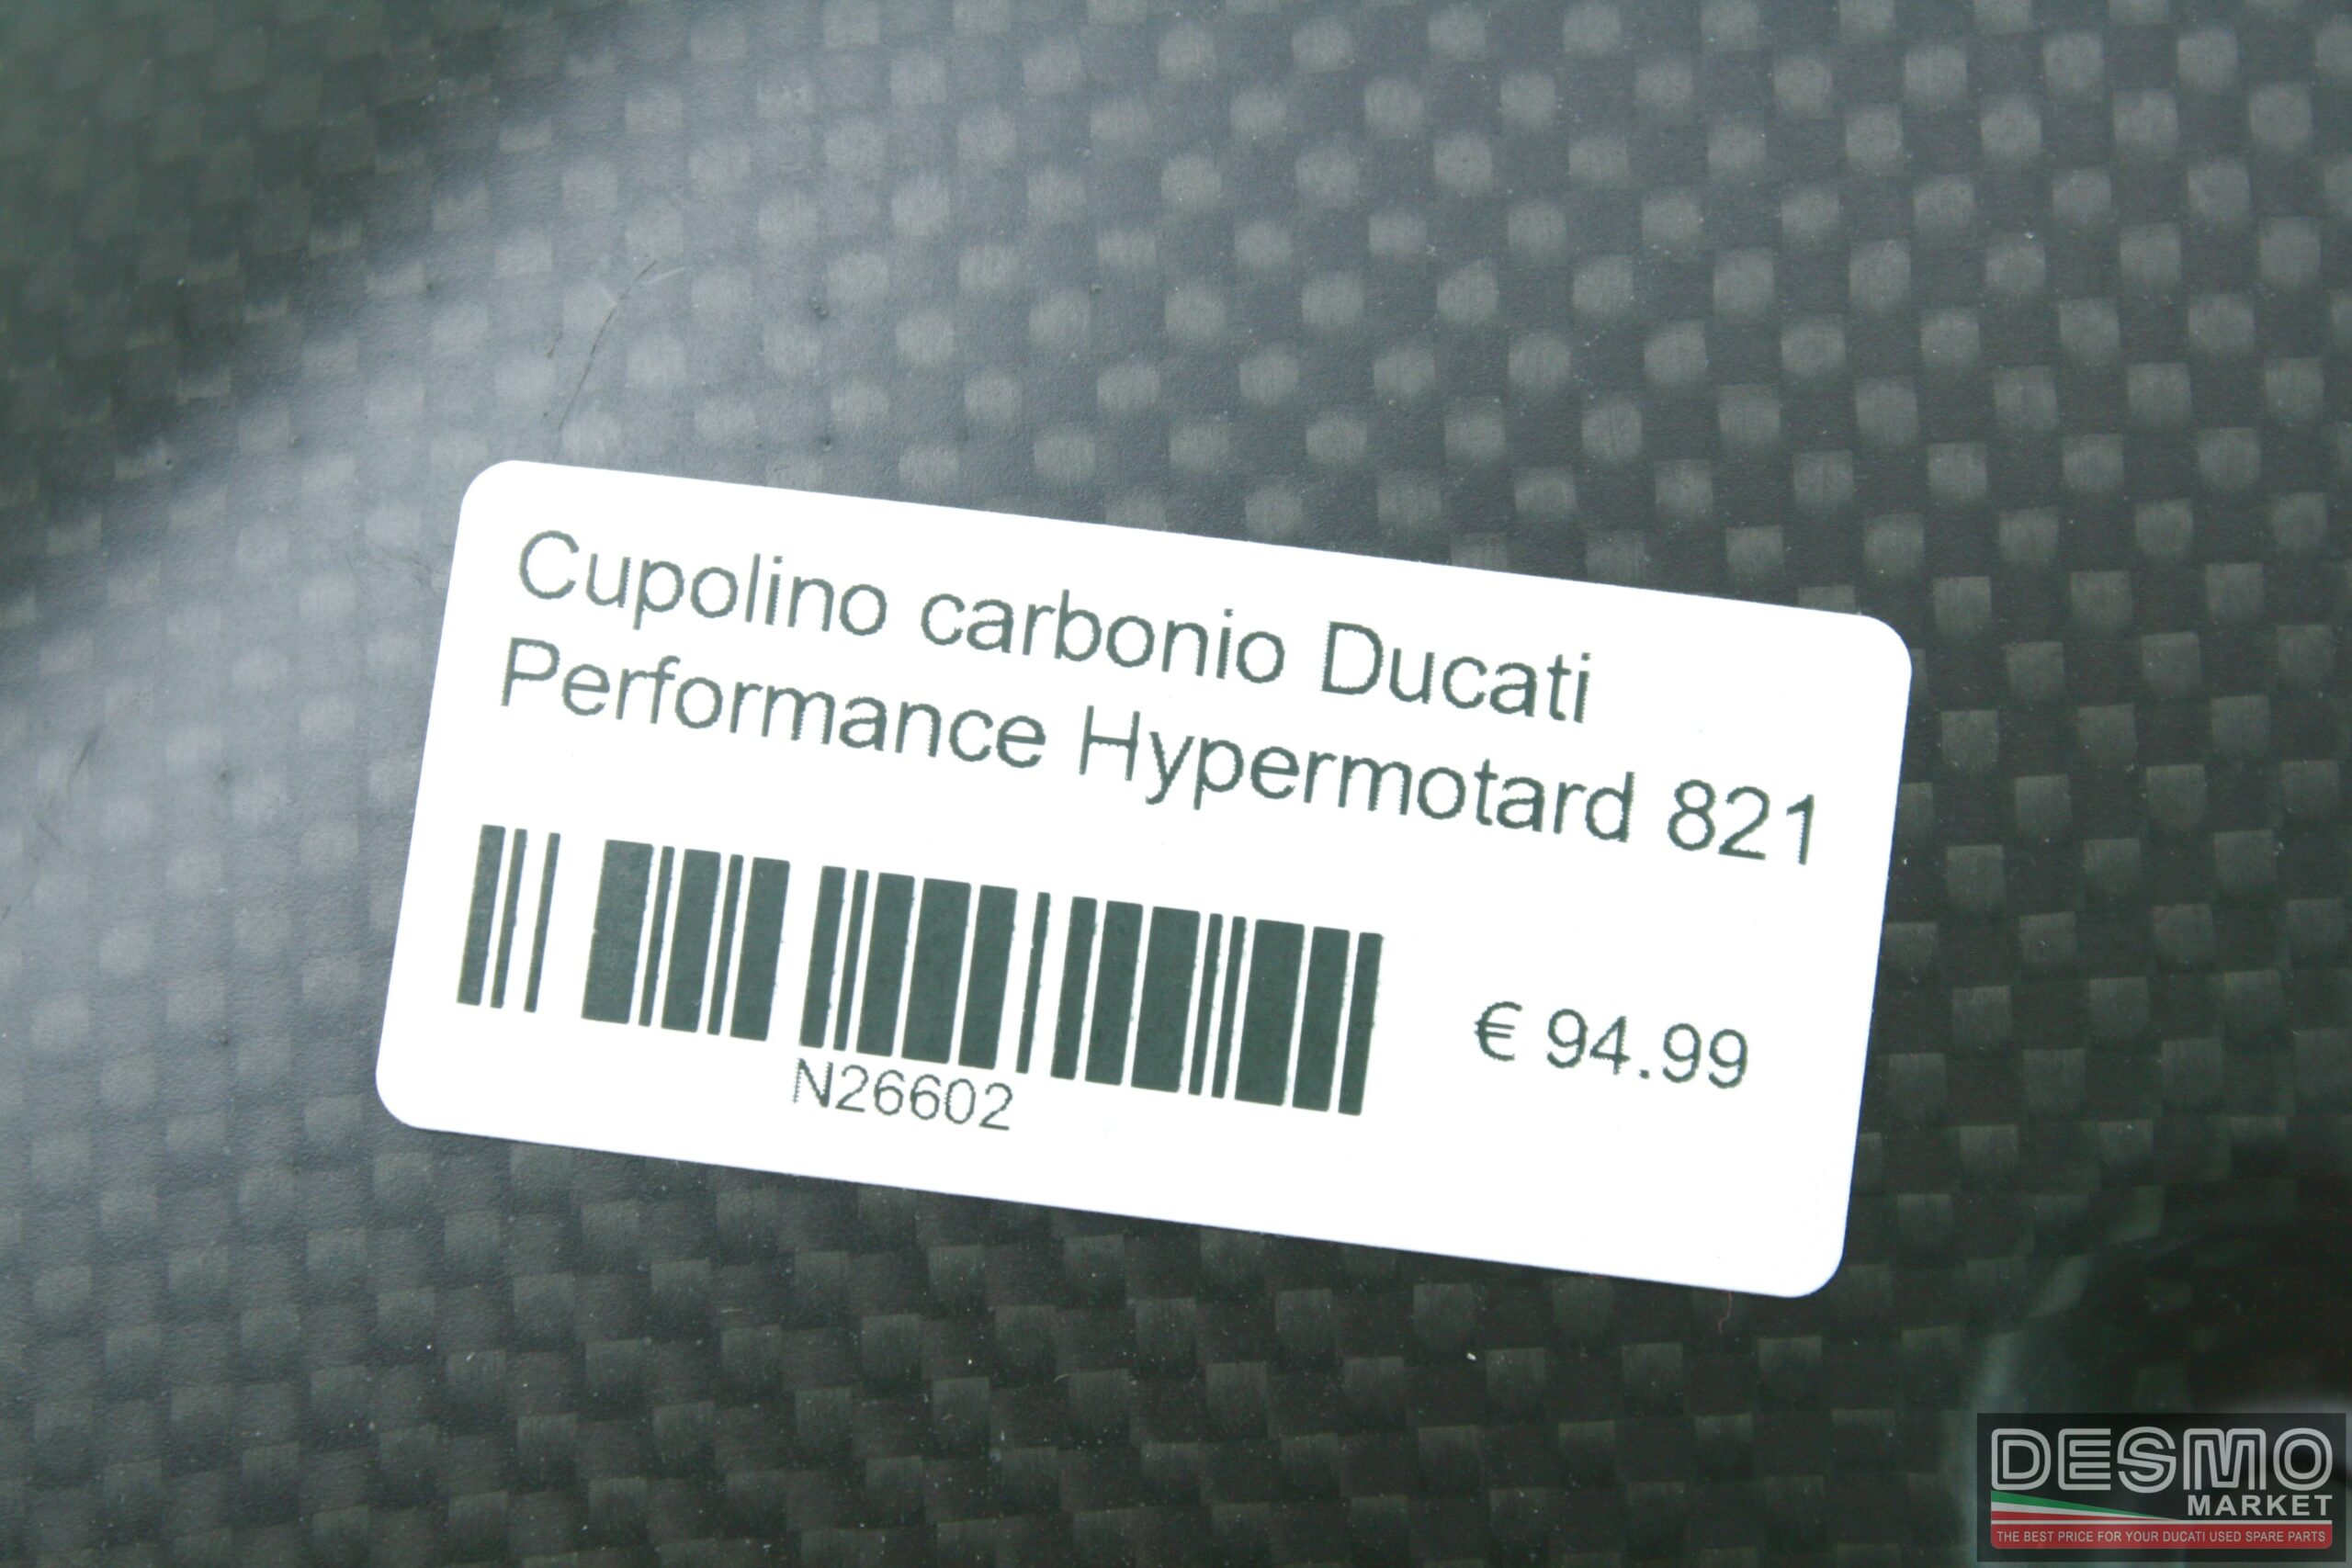 Cupolino carbonio Ducati
Performance Hypermotard 821
€ 94.99
N26602
DESMO
MARKET
THE BEST PRICE FOR YOUR DUCATI USED SPARE PARTS